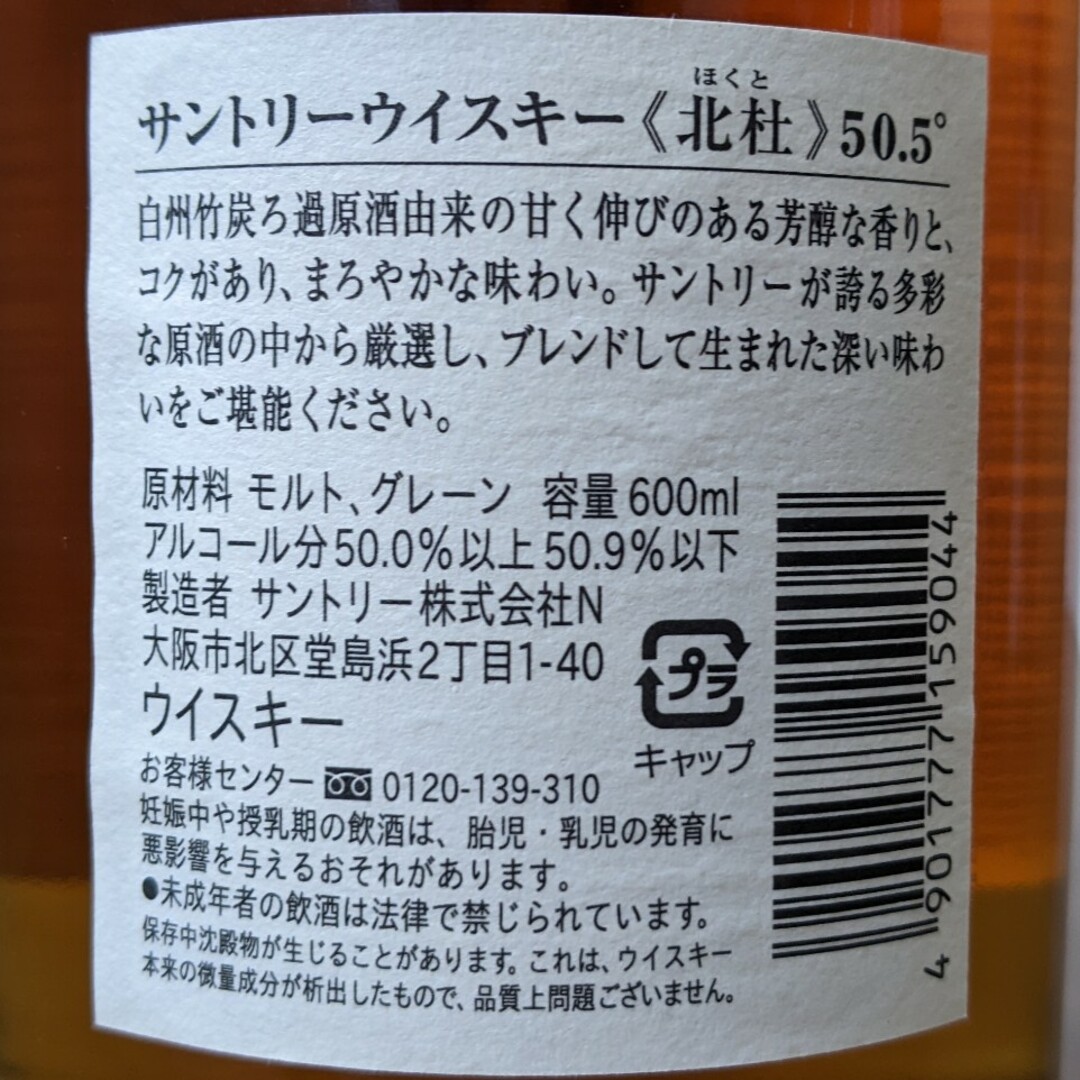 ほくと
サントリーウイスキー《北杜》50.5°
白州竹炭ろ過原酒由来の甘く伸びのある芳醇な香りと、
コクがあり、まろやかな味わい。サントリーが誇る多彩
な原酒の中から厳選し、ブレンドして生まれた深い味わ
いをご堪能ください。
原材料 モルト、グレーン 容量 600ml
アルコール分50.0%以上50.9%以下
製造者 サントリー株式会社N
大阪市北区堂島浜2丁目1-40
ウイスキー
プラ
キャップ
お客様センター 0120-139-310
妊娠中や授乳期の飲酒は、胎児・乳児の発育に
悪影響を与えるおそれがあります。
●未成年者の飲酒は法律で禁じられています。
保存中沈殿物が生じることがあります。これは、ウイスキー
本来の微量成分が析出したもので、品質上問題ございません。
4 901777 159074